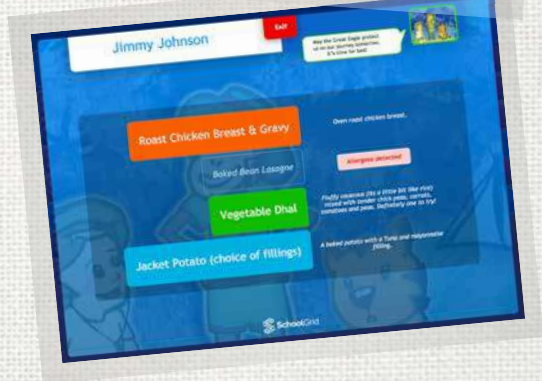 Jimmy Johnson
Exit
May the Great Eagle protect
us on our journey tomorrow.
It's time for bed!
Roast Chicken Breast & Gravy
Oven roast chicken breast.
Baked Bean Lasagne
Allergens detected
Vegetable Dhal
Fluffy couscous (its a little bit like rice)
mixed with tender chick peas, carrots,
tomatoes and peas. Definitely one to try!
Jacket Potato (choice of fillings)
A baked potato with a Tuna and mayonnaise
filling.
SchoolGrid